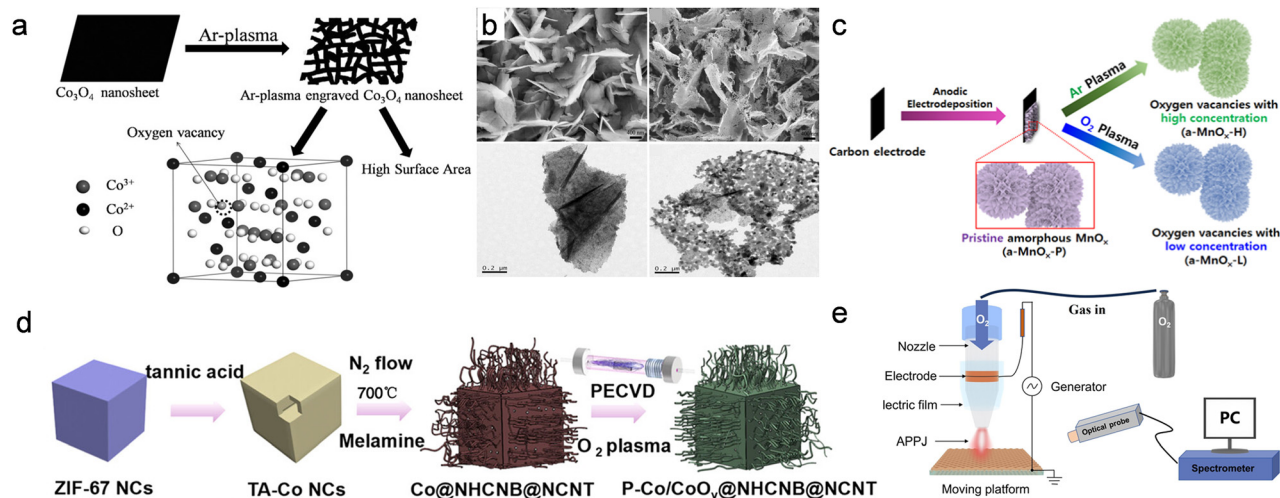 a
Ar-plasma
Co₃O₄ nanosheet
Ar-plasma engraved Co₃O₄ nanosheet
Oxygen vacancy
High Surface Area
Co³⁺
Co²⁺
O
b
400 nm
0.2 μm
0.2 μm
c
Carbon electrode
Anodic
Electrodeposition
Ar Plasma
O₂ Plasma
Pristine amorphous MnOₓ
(a-MnOₓ-P)
Oxygen vacancies with
high concentration
(a-MnOₓ-H)
Oxygen vacancies with
low concentration
(a-MnOₓ-L)
d
ZIF-67 NCs
tannic acid
TA-Co NCs
N₂ flow
700℃
Melamine
Co@NHCNB@NCNT
PECVD
O₂ plasma
P-Co/CoOᵧ@NHCNB@NCNT
e
O₂
Gas in
O₂
Nozzle
Electrode
lectric film
APPJ
Generator
Moving platform
Optical probe
PC
Spectrometer